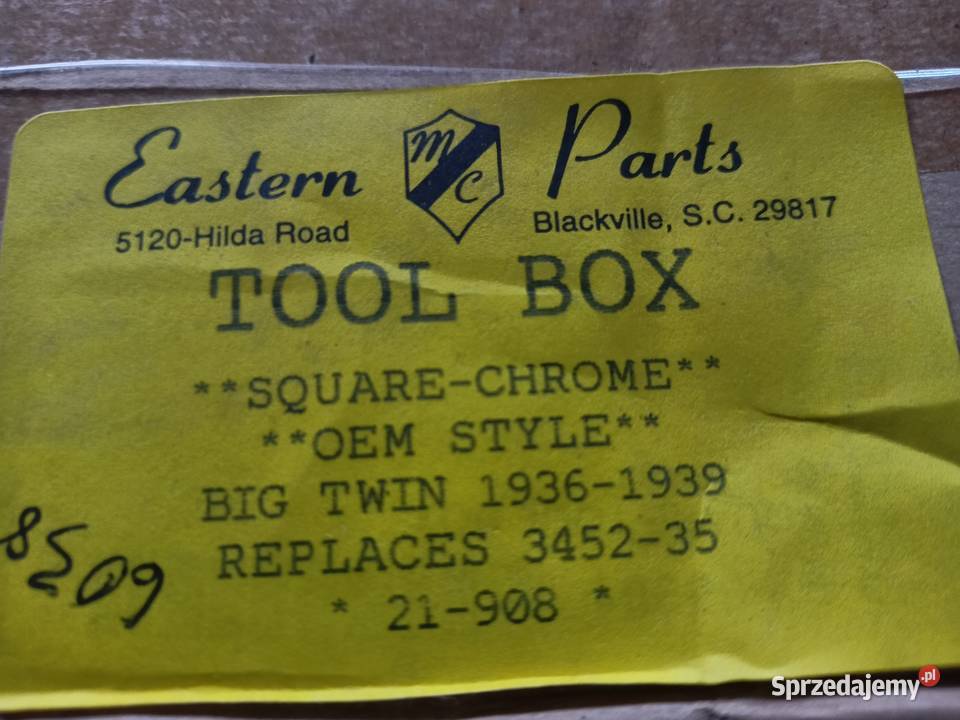 Eastern MC Parts
5120-Hilda Road Blackville, S.C. 29817
TOOL BOX
**SQUARE-CHROME**
**OEM STYLE**
BIG TWIN 1936-1939
REPLACES 3452-35
* 21-908 *
8509
Sprzedajemy.pl